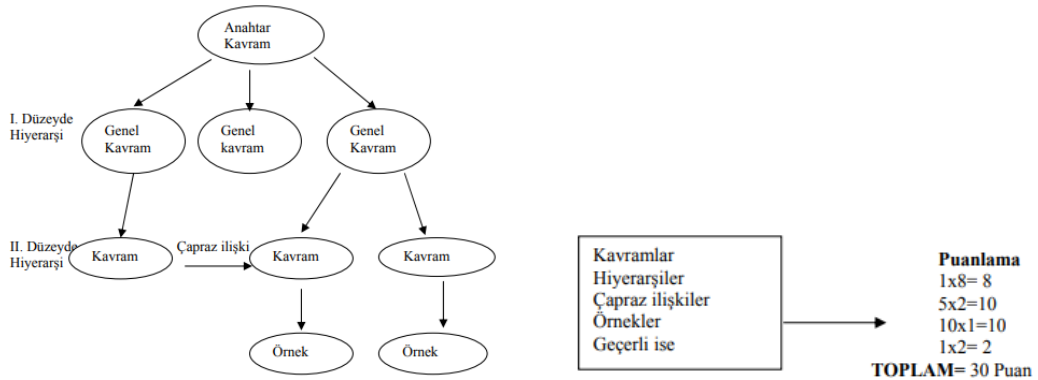 Anahtar
Kavram
I. Düzeyde
Hiyerarşi
Genel
Kavram
Genel
kavram
Genel
Kavram
II. Düzeyde
Hiyerarşi
Kavram
Çapraz ilişki
Kavram
Kavram
Örnek
Örnek
Kavramlar
Hiyerarşiler
Çapraz ilişkiler
Örnekler
Geçerli ise
Puanlama
1x8= 8
5x2=10
10x1=10
1x2= 2
TOPLAM= 30 Puan